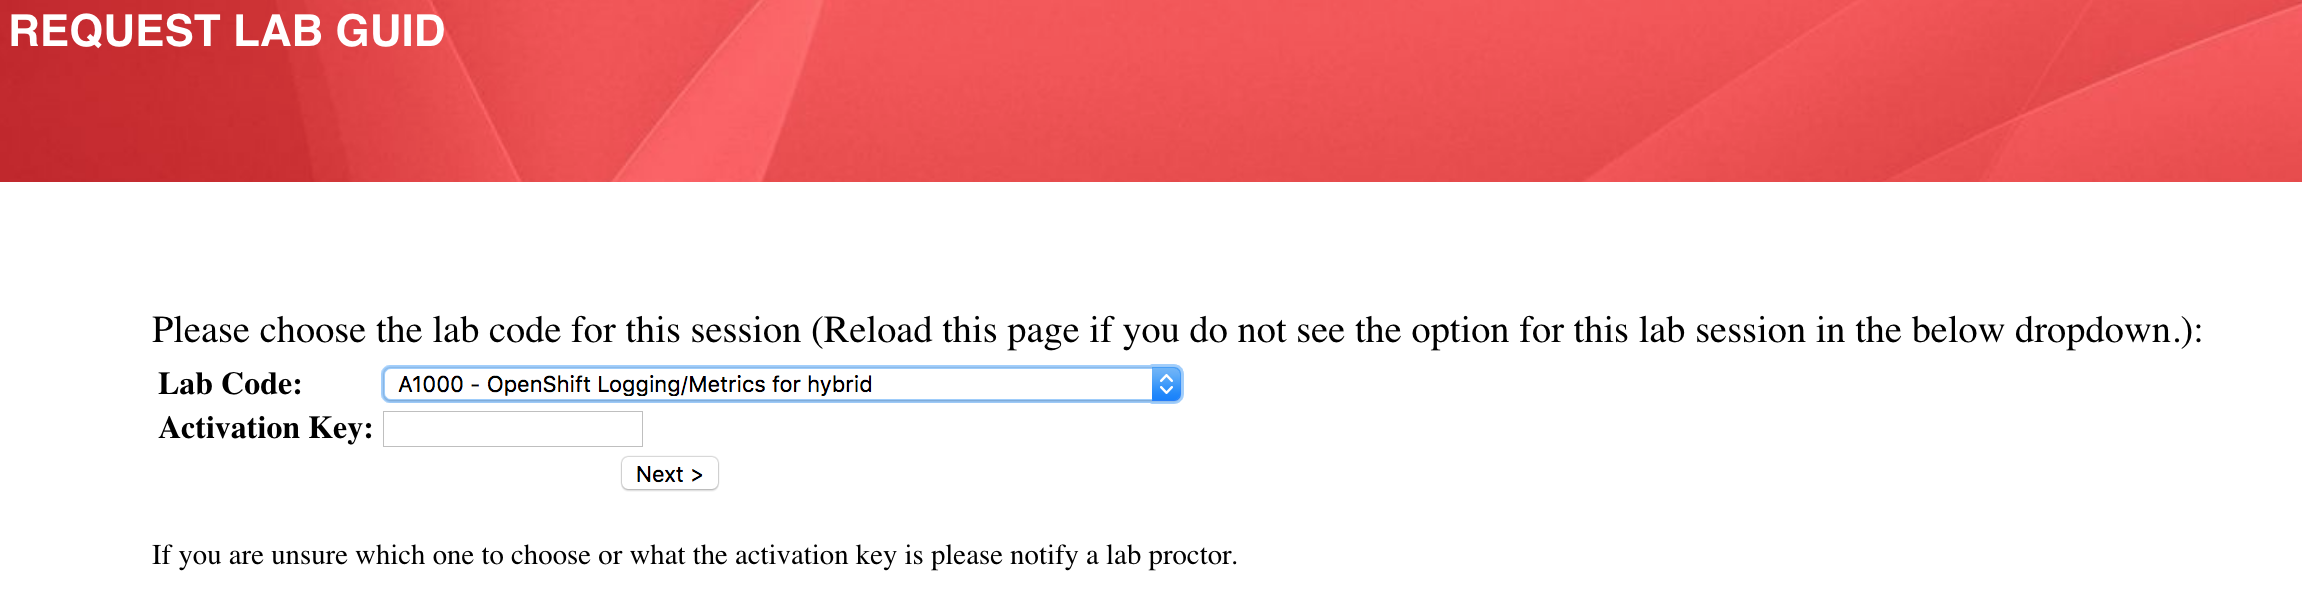 REQUEST LAB GUID
Please choose the lab code for this session (Reload this page if you do not see the option for this lab session in the below dropdown.):
Lab Code: A1000 - OpenShift Logging/Metrics for hybrid
Activation Key:
Next >
If you are unsure which one to choose or what the activation key is please notify a lab proctor.